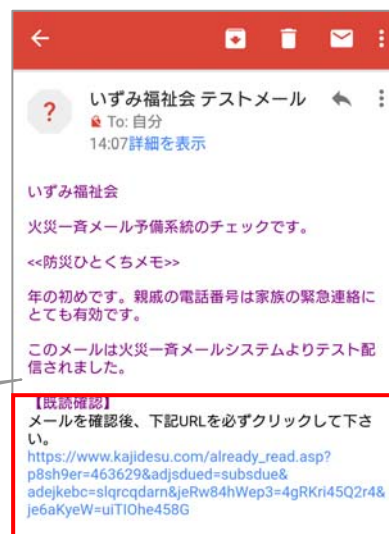 いずみ福祉会 テストメール
?
To: 自分
14:07詳細を表示
いずみ福祉会
火災一斉メール予備系統のチェックです。
<<防災ひとくちメモ>>
年の初めです。親戚の電話番号は家族の緊急連絡に
とても有効です。
このメールは火災一斉メールシステムよりテスト配
信されました。
【既読確認】
メールを確認後、下記URLを必ずクリックして下さ
い。
https://www.kajidesu.com/already_read.asp?
p8sh9er=463629&adjsdued=subsdue&
adejkebc=slqrcqdarn&jeRw84hWep3=4gRKri45Q2r4&
je6aKyeW=uiTIOhe458G